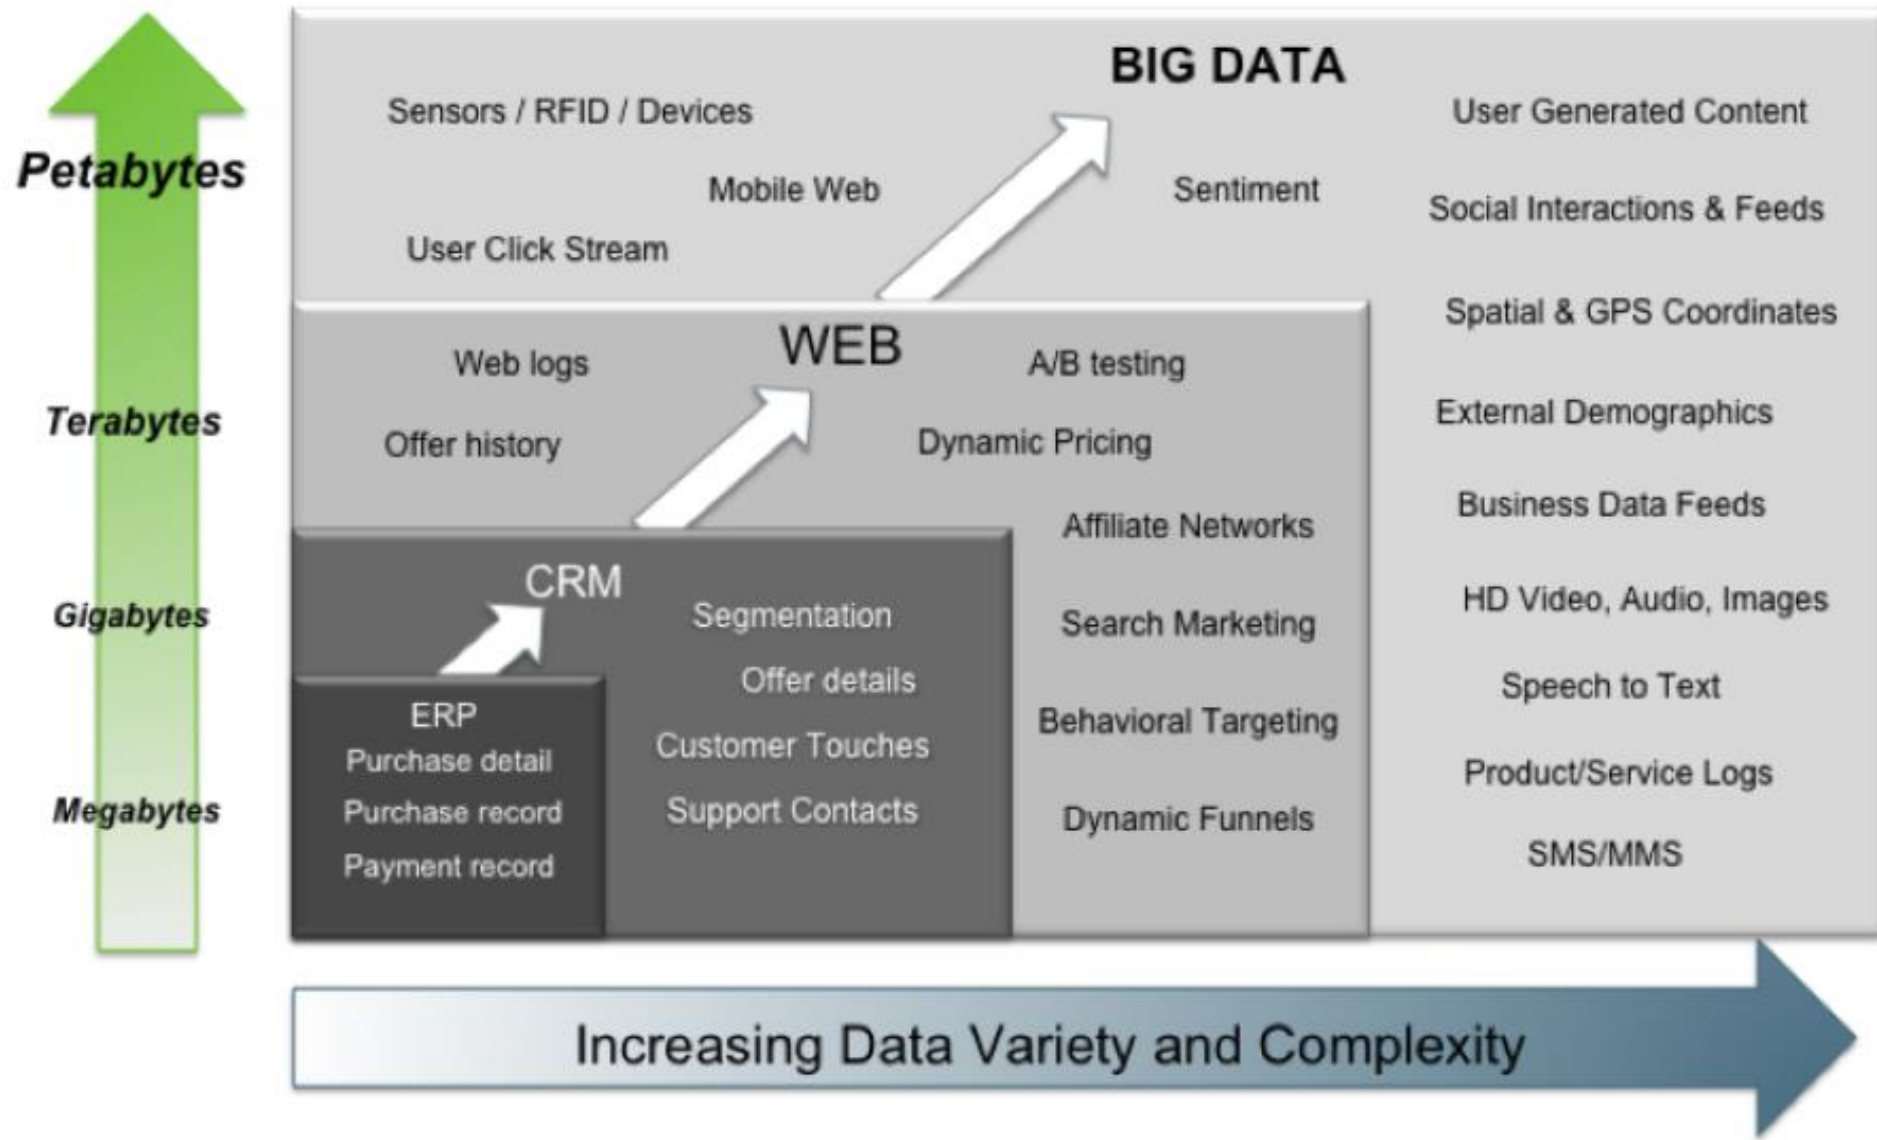 BIG DATA
Sensors / RFID / Devices
User Generated Content
Petabytes
Mobile Web
Sentiment
Social Interactions & Feeds
User Click Stream
Spatial & GPS Coordinates
WEB
Web logs
A/B testing
Terabytes
External Demographics
Offer history
Dynamic Pricing
Business Data Feeds
Affiliate Networks
CRM
HD Video, Audio, Images
Gigabytes
Segmentation
Search Marketing
Offer details
Speech to Text
ERP
Behavioral Targeting
Customer Touches
Purchase detail
Product/Service Logs
Megabytes
Purchase record
Support Contacts
Dynamic Funnels
SMS/MMS
Payment record
Increasing Data Variety and Complexity